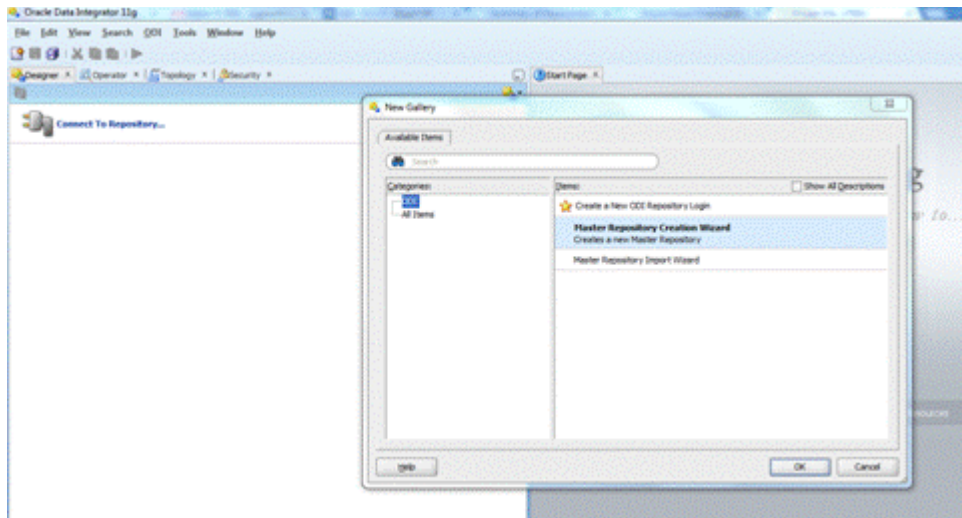 Oracle Data Integrator 11g
File Edit View Search ODI Tools Window Help
Designer Operator Topology Security
Start Page
Connect To Repository...
New Gallery
Available Items
Search
Categories:
ODI
All Items
Items:
Show All Descriptions
Create a New ODI Repository Login
Master Repository Creation Wizard
Creates a new Master Repository
Master Repository Import Wizard
Help
OK
Cancel